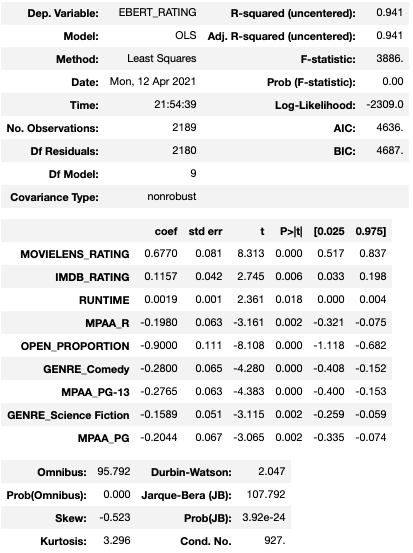 Dep. Variable: EBERT_RATING R-squared (uncentered): 0.941
Model: OLS Adj. R-squared (uncentered): 0.941
Method: Least Squares F-statistic: 3886.
Date: Mon, 12 Apr 2021 Prob (F-statistic): 0.00
Time: 21:54:39 Log-Likelihood: -2309.0
No. Observations: 2189 AIC: 4636.
Df Residuals: 2180 BIC: 4687.
Df Model: 9
Covariance Type: nonrobust
coef std err t P>|t| [0.025 0.975]
MOVIELENS_RATING 0.6770 0.081 8.313 0.000 0.517 0.837
IMDB_RATING 0.1157 0.042 2.745 0.006 0.033 0.198
RUNTIME 0.0019 0.001 2.361 0.018 0.000 0.004
MPAA_R -0.1980 0.063 -3.161 0.002 -0.321 -0.075
OPEN_PROPORTION -0.9000 0.111 -8.108 0.000 -1.118 -0.682
GENRE_Comedy -0.2800 0.065 -4.280 0.000 -0.408 -0.152
MPAA_PG-13 -0.2765 0.063 -4.383 0.000 -0.400 -0.153
GENRE_Science Fiction -0.1589 0.051 -3.115 0.002 -0.259 -0.059
MPAA_PG -0.2044 0.067 -3.065 0.002 -0.335 -0.074
Omnibus: 95.792 Durbin-Watson: 2.047
Prob(Omnibus): 0.000 Jarque-Bera (JB): 107.792
Skew: -0.523 Prob(JB): 3.92e-24
Kurtosis: 3.296 Cond. No. 927.